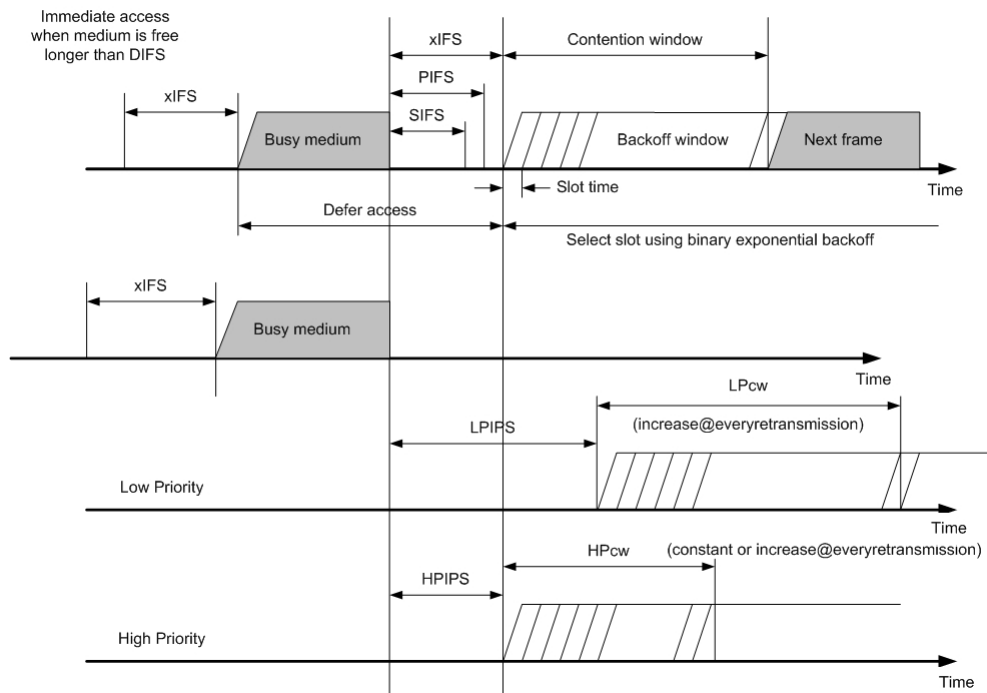 Immediate access
when medium is free
longer than DIFS
xIFS
Contention window
PIFS
xIFS
SIFS
Busy medium
Backoff window
Next frame
Slot time
Time
Defer access
Select slot using binary exponential backoff
xIFS
Busy medium
Time
LPcw
LPIPS
(increase@everyretransmission)
Low Priority
Time
HPcw
(constant or increase@everyretransmission)
HPIPS
High Priority
Time